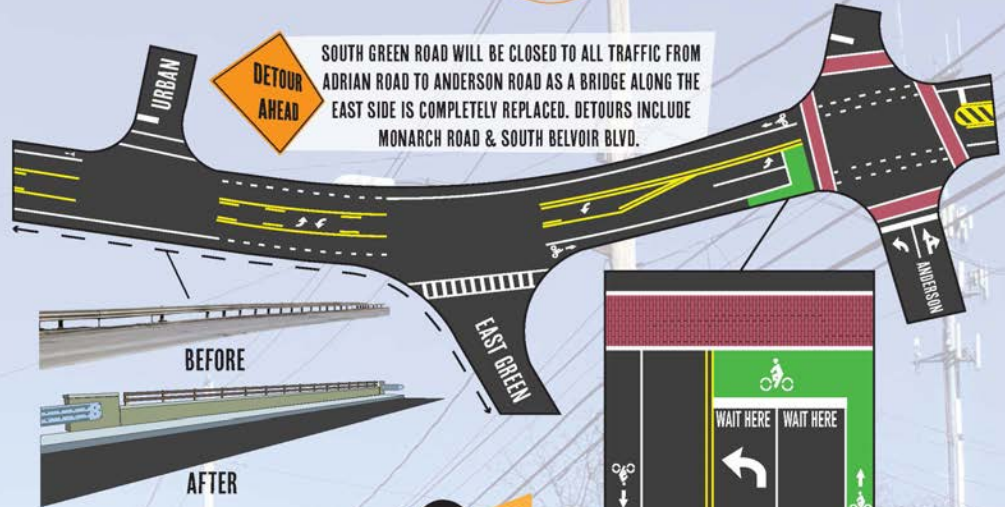 SOUTH GREEN ROAD WILL BE CLOSED TO ALL TRAFFIC FROM
ADRIAN ROAD TO ANDERSON ROAD AS A BRIDGE ALONG THE
EAST SIDE IS COMPLETELY REPLACED. DETOURS INCLUDE
MONARCH ROAD & SOUTH BELVOIR BLVD.
DETOUR
AHEAD
URBAN
ANDERSON
EAST GREEN
BEFORE
AFTER
WAIT HERE
WAIT HERE